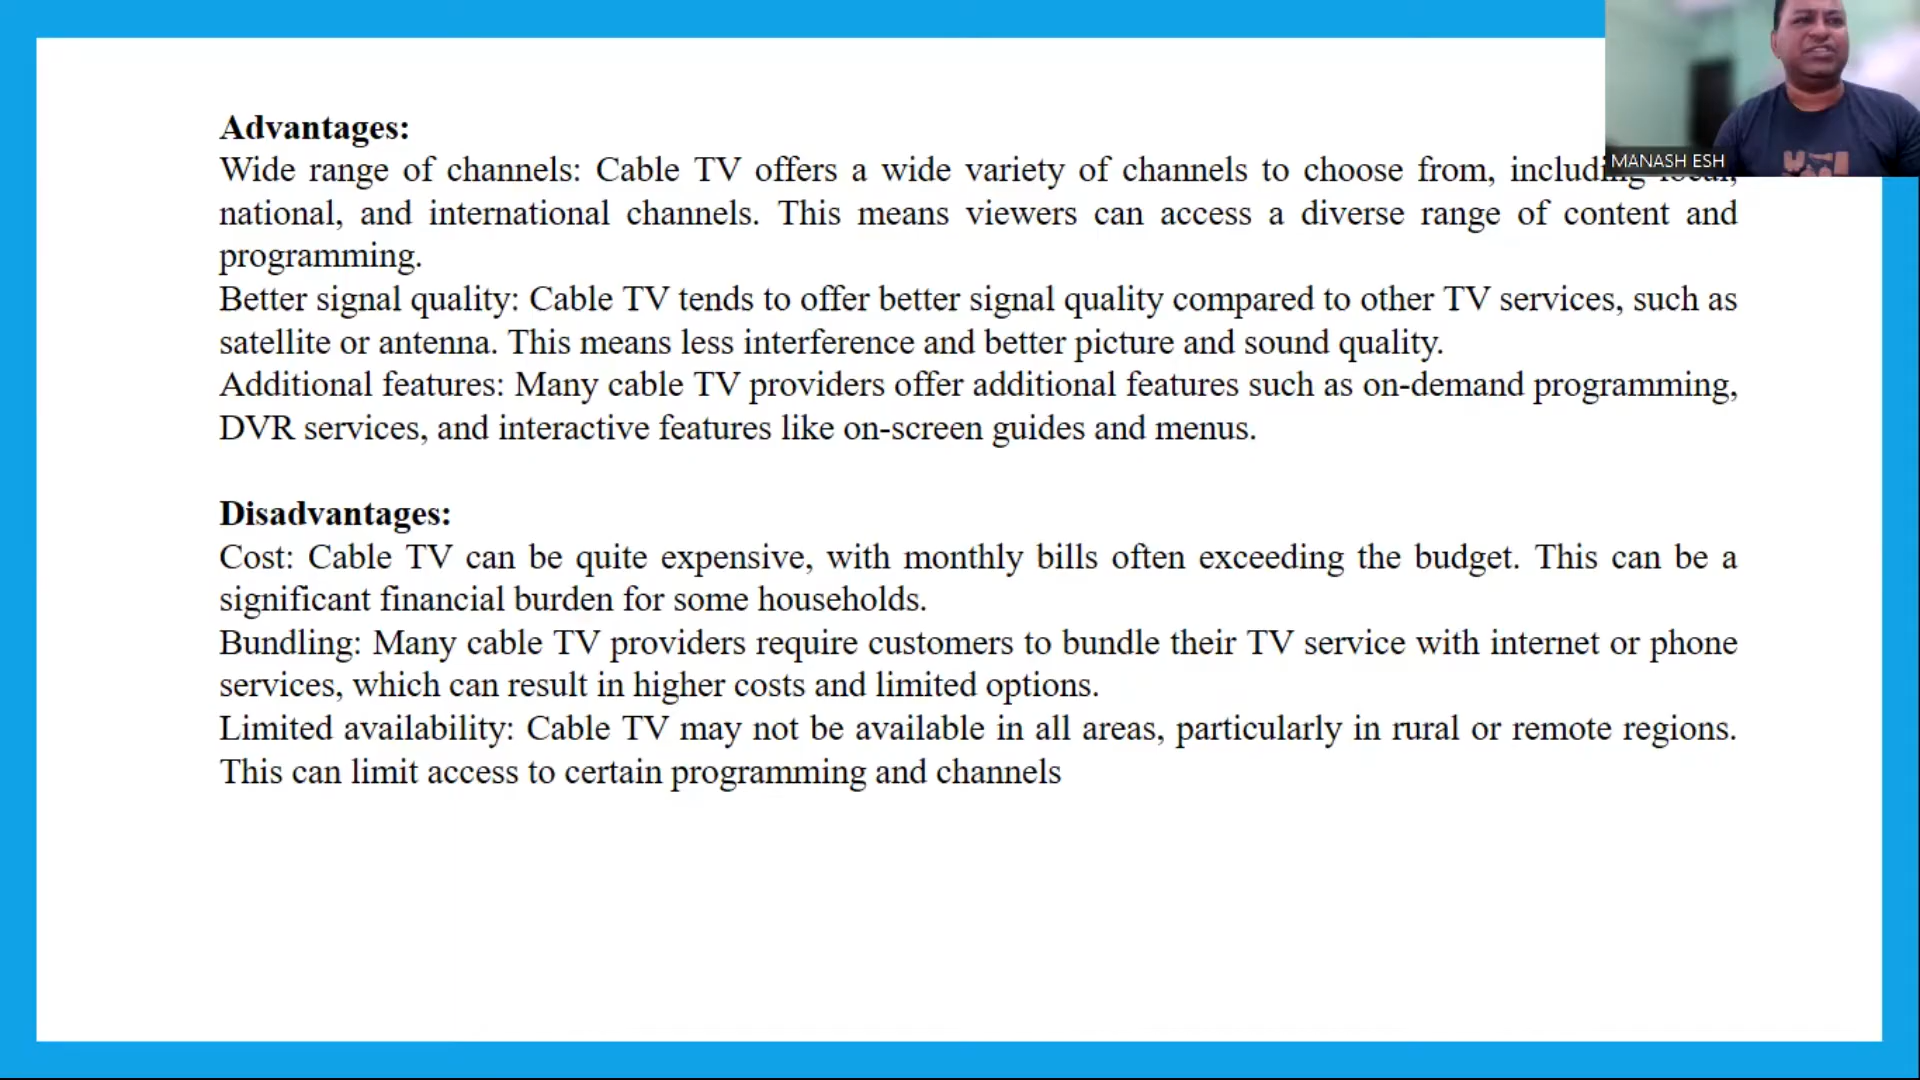 Advantages:
Wide range of channels: Cable TV offers a wide variety of channels to choose from, including local,
national, and international channels. This means viewers can access a diverse range of content and
programming.
Better signal quality: Cable TV tends to offer better signal quality compared to other TV services, such as
satellite or antenna. This means less interference and better picture and sound quality.
Additional features: Many cable TV providers offer additional features such as on-demand programming,
DVR services, and interactive features like on-screen guides and menus.
Disadvantages:
Cost: Cable TV can be quite expensive, with monthly bills often exceeding the budget. This can be a
significant financial burden for some households.
Bundling: Many cable TV providers require customers to bundle their TV service with internet or phone
services, which can result in higher costs and limited options.
Limited availability: Cable TV may not be available in all areas, particularly in rural or remote regions.
This can limit access to certain programming and channels
MANASH ESH